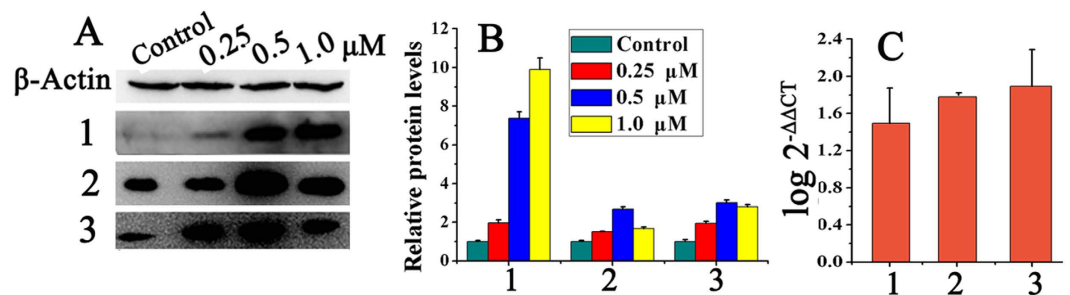 A
Control 0.25 0.5 1.0 μM
β-Actin
1
2
3
B
Relative protein levels
12
10
8
6
4
2
0
Control
0.25 μM
0.5 μM
1.0 μM
1 2 3
C
log 2-ΔΔCT
2.4
2.0
1.6
1.2
0.8
0.4
0.0
1 2 3